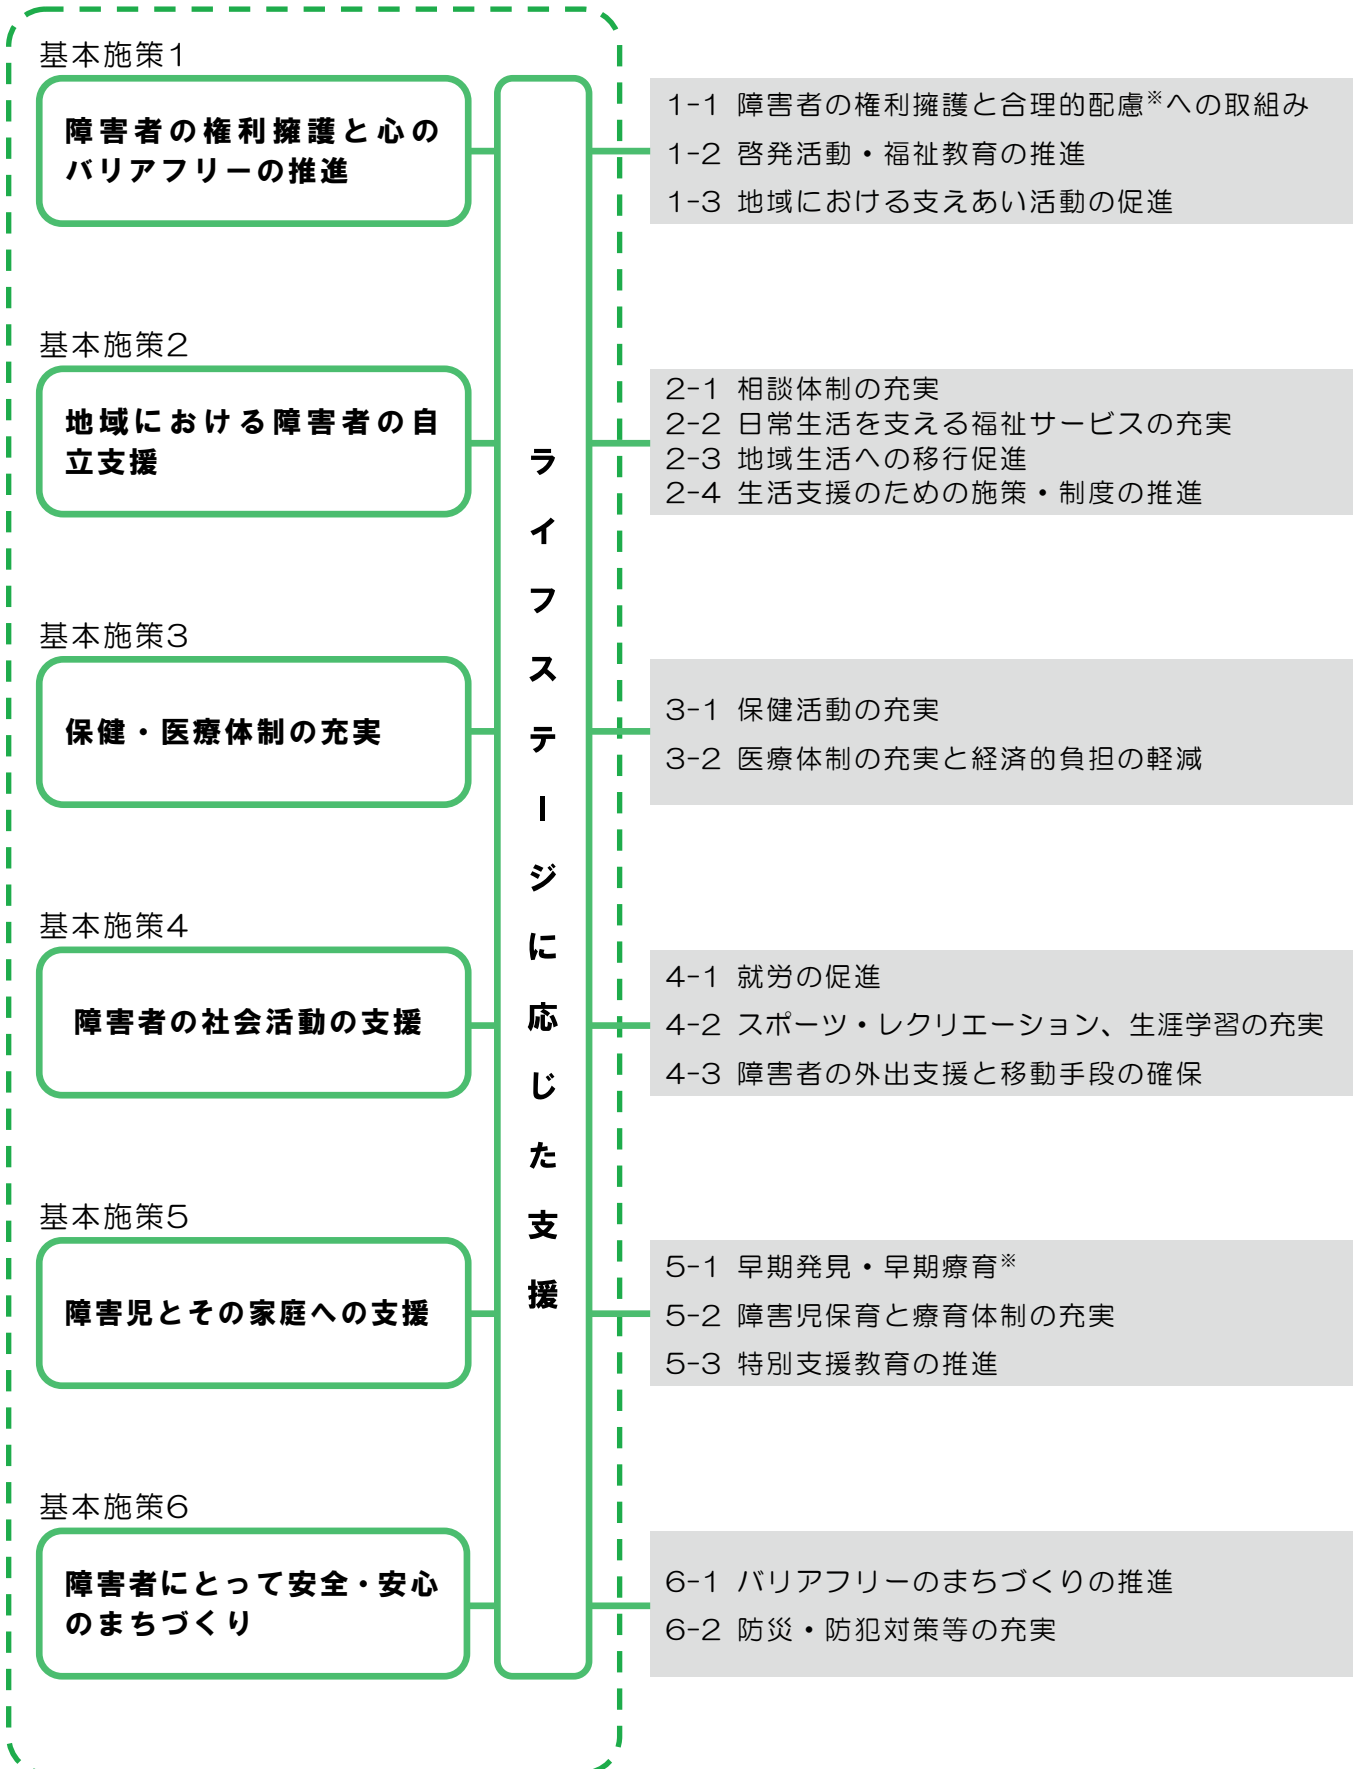 基本施策1
障害者の権利擁護と心の
バリアフリーの推進
1-1 障害者の権利擁護と合理的配慮※への取組み
1-2 啓発活動・福祉教育の推進
1-3 地域における支えあい活動の促進
基本施策2
地域における障害者の自
立支援
2-1 相談体制の充実
2-2 日常生活を支える福祉サービスの充実
2-3 地域生活への移行促進
2-4 生活支援のための施策・制度の推進
ライフステージに応じた支援
基本施策3
保健・医療体制の充実
3-1 保健活動の充実
3-2 医療体制の充実と経済的負担の軽減
基本施策4
障害者の社会活動の支援
4-1 就労の促進
4-2 スポーツ・レクリエーション、生涯学習の充実
4-3 障害者の外出支援と移動手段の確保
基本施策5
障害児とその家庭への支援
5-1 早期発見・早期療育※
5-2 障害児保育と療育体制の充実
5-3 特別支援教育の推進
基本施策6
障害者にとって安全・安心
のまちづくり
6-1 バリアフリーのまちづくりの推進
6-2 防災・防犯対策等の充実